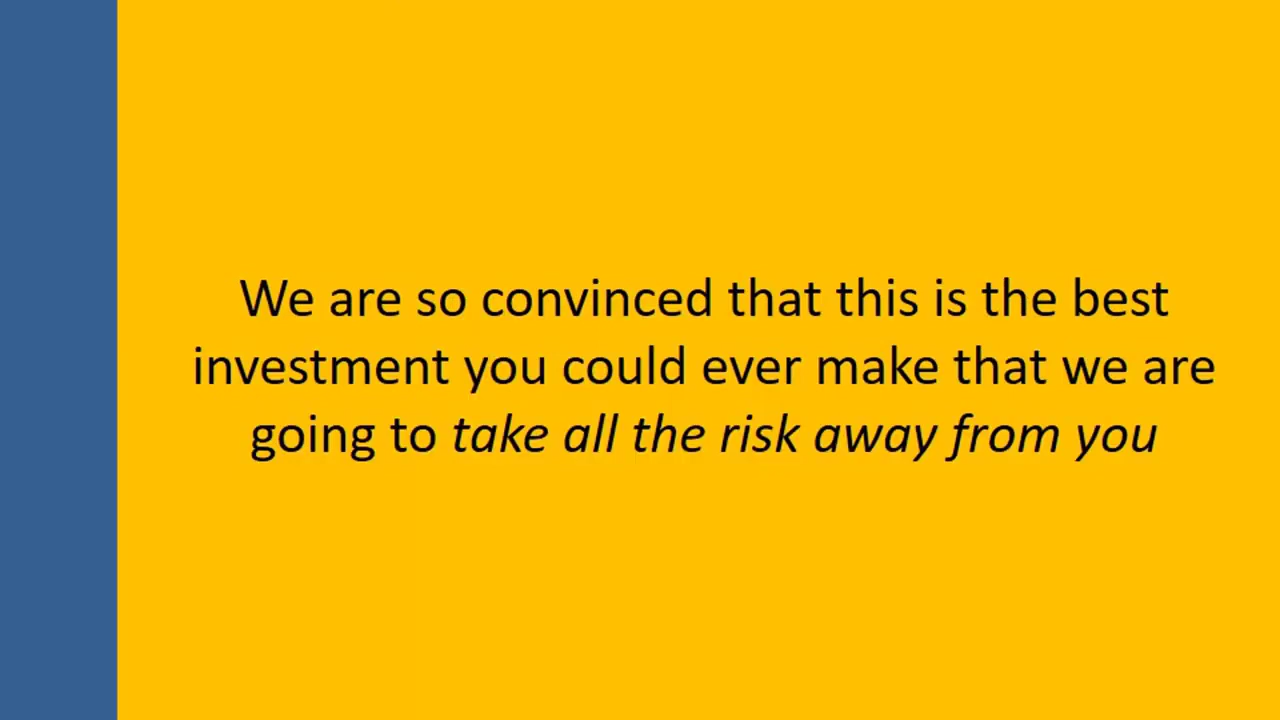 We are so convinced that this is the best
investment you could ever make that we are
going to take all the risk away from you